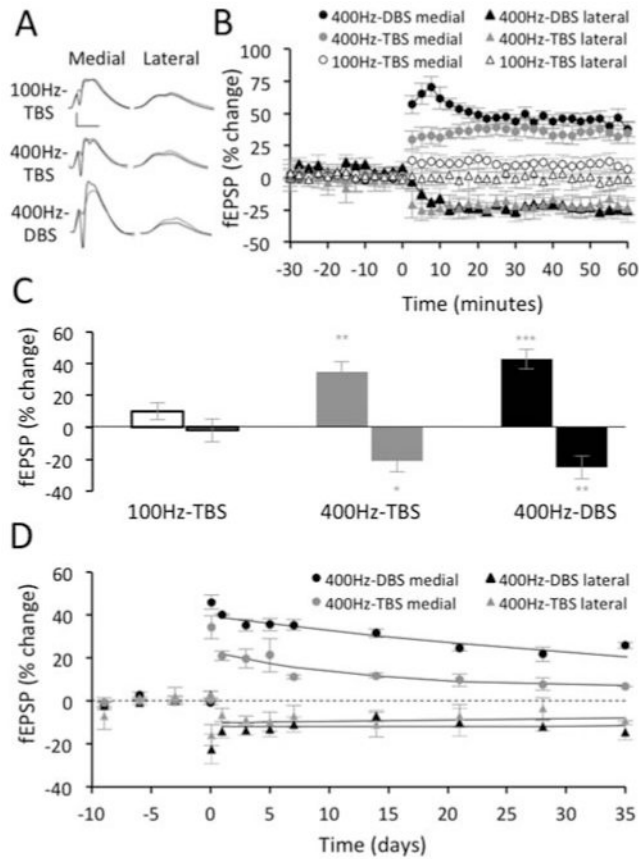 A
Medial Lateral
100Hz-
TBS
400Hz-
TBS
400Hz-
DBS
B
400Hz-DBS medial 400Hz-DBS lateral
400Hz-TBS medial 400Hz-TBS lateral
100Hz-TBS medial 100Hz-TBS lateral
fEPSP (% change)
100
75
50
25
0
-25
-50
-30 -20 -10 0 10 20 30 40 50 60
Time (minutes)
C
fEPSP (% change)
60
40
20
0
-20
-40
** ***
* **
100Hz-TBS 400Hz-TBS 400Hz-DBS
D
400Hz-DBS medial 400Hz-DBS lateral
400Hz-TBS medial 400Hz-TBS lateral
fEPSP (% change)
60
40
20
0
-20
-40
-10 -5 0 5 10 15 20 25 30 35
Time (days)